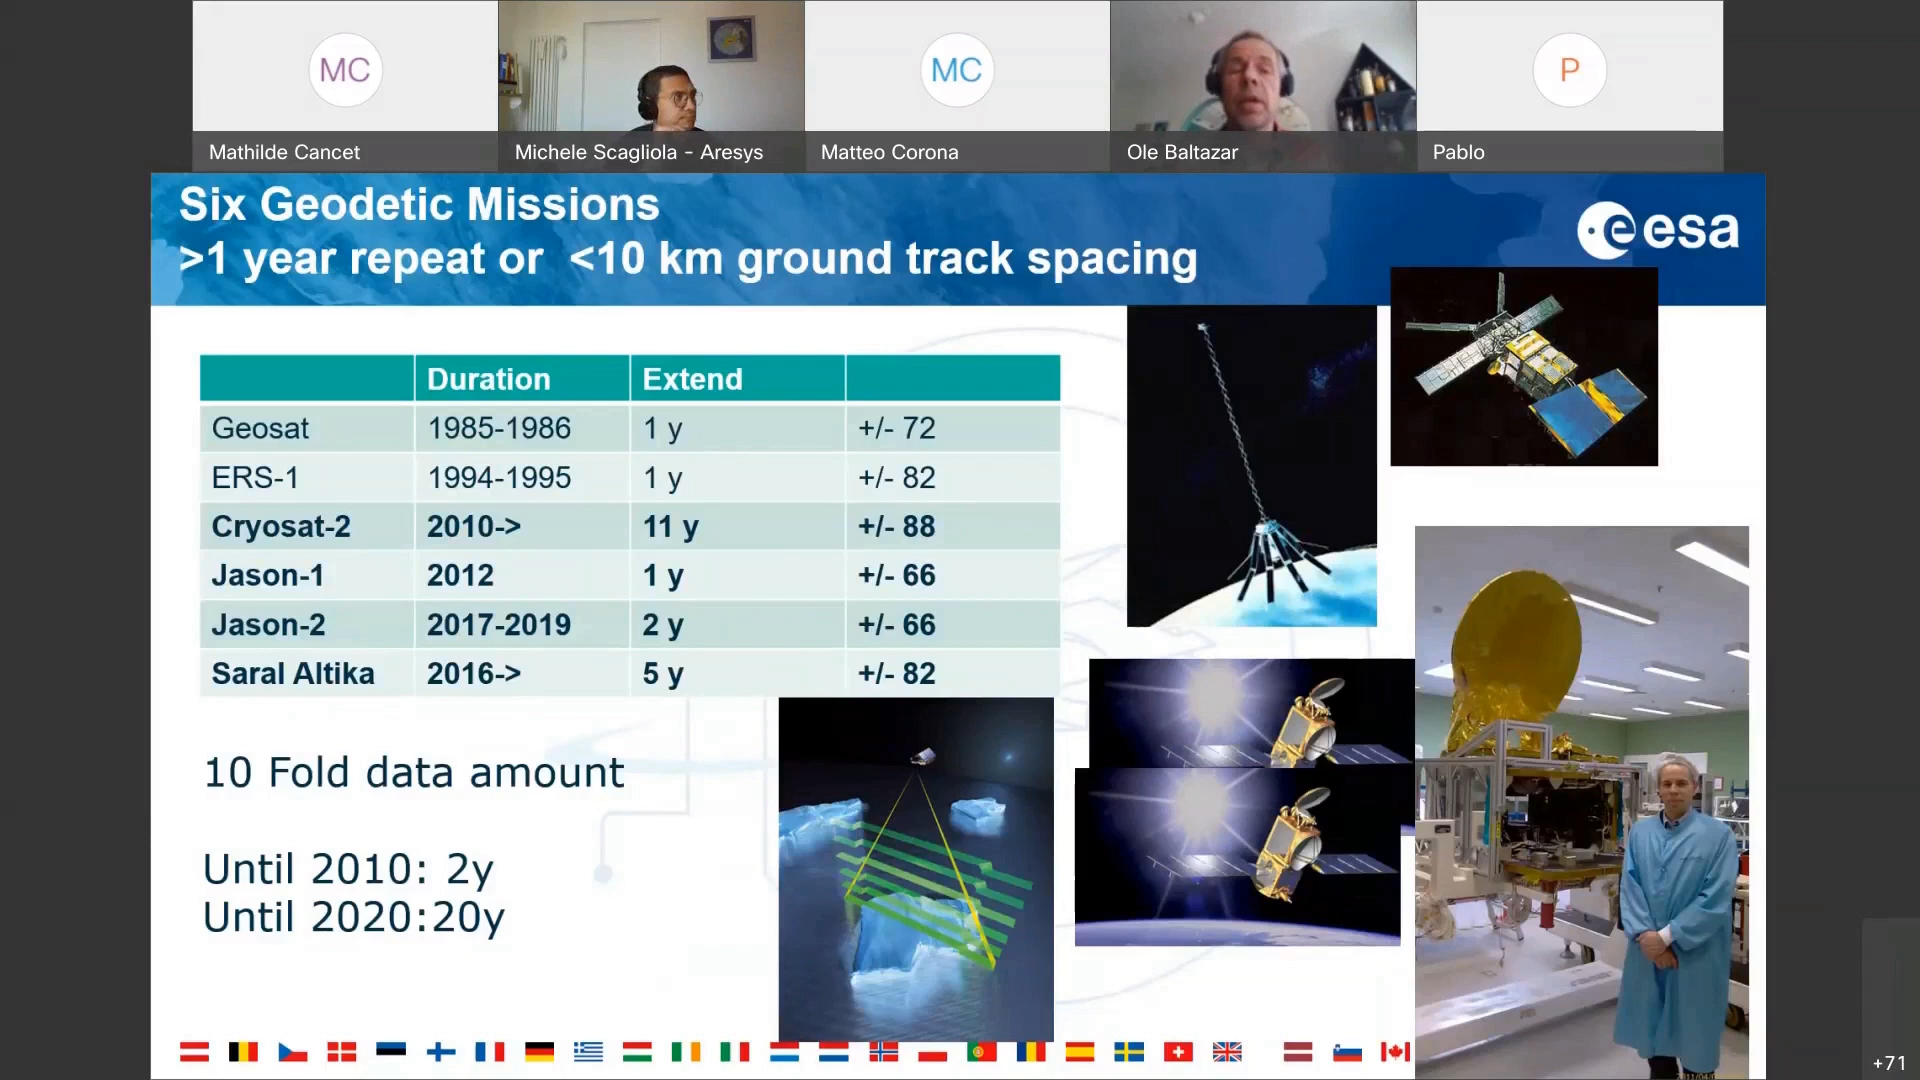 MC
MC
P
Mathilde Cancet
Michele Scagliola - Aresys
Matteo Corona
Ole Baltazar
Pablo
Six Geodetic Missions
>1 year repeat or <10 km ground track spacing
esa
Duration Extend
Geosat 1985-1986 1 y +/- 72
ERS-1 1994-1995 1 y +/- 82
Cryosat-2 2010-> 11 y +/- 88
Jason-1 2012 1 y +/- 66
Jason-2 2017-2019 2 y +/- 66
Saral Altika 2016-> 5 y +/- 82
10 Fold data amount
Until 2010: 2y
Until 2020:20y
+71